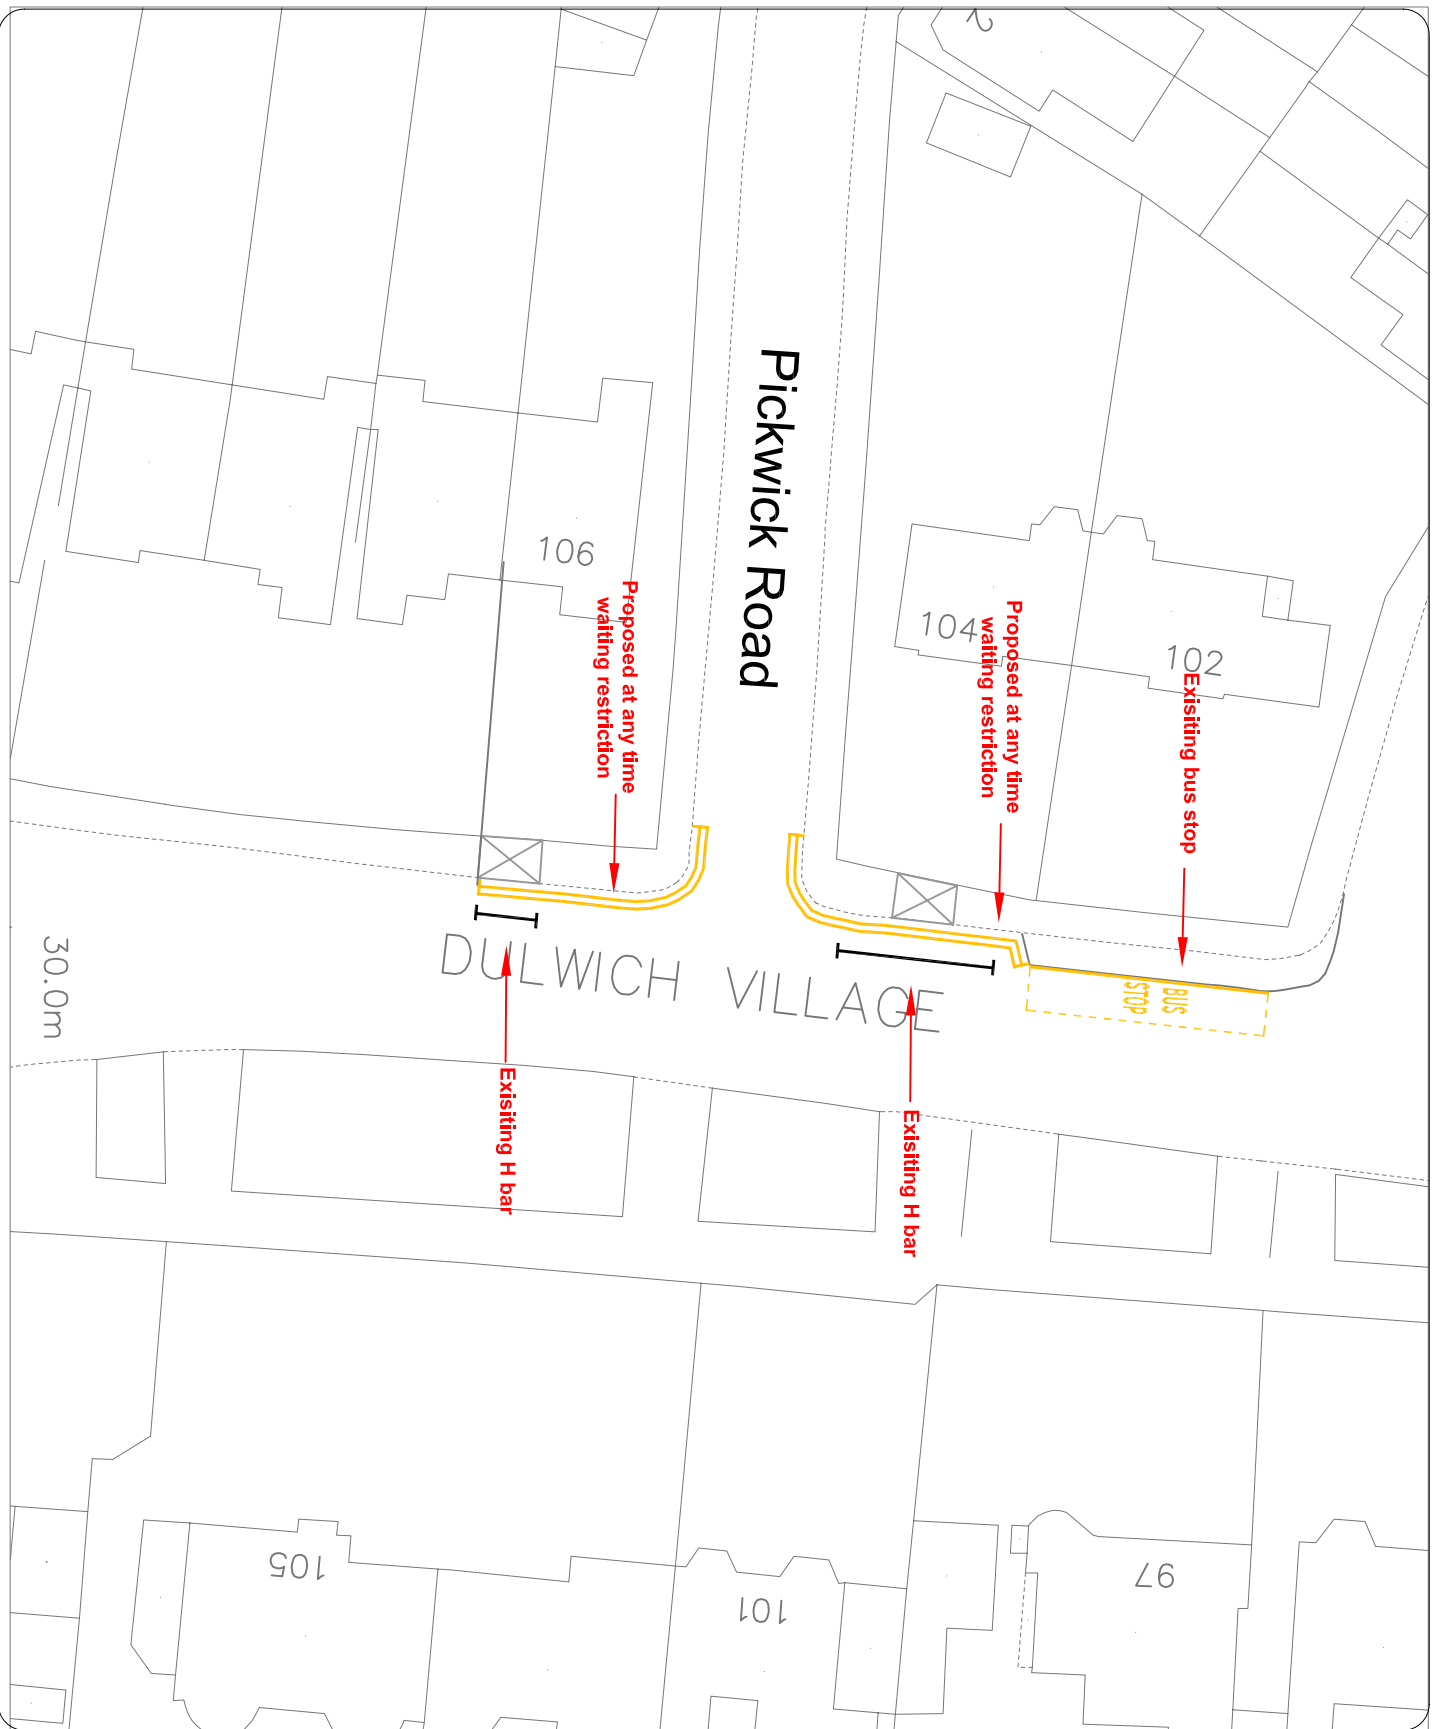 2
Pickwick Road
106
104
102
Proposed at any time
waiting restriction
Proposed at any time
waiting restriction
Exisiting bus stop
DULWICH VILLAGE
30.0m
BUS
STOP
Exisiting H bar
Exisiting H bar
105
101
97